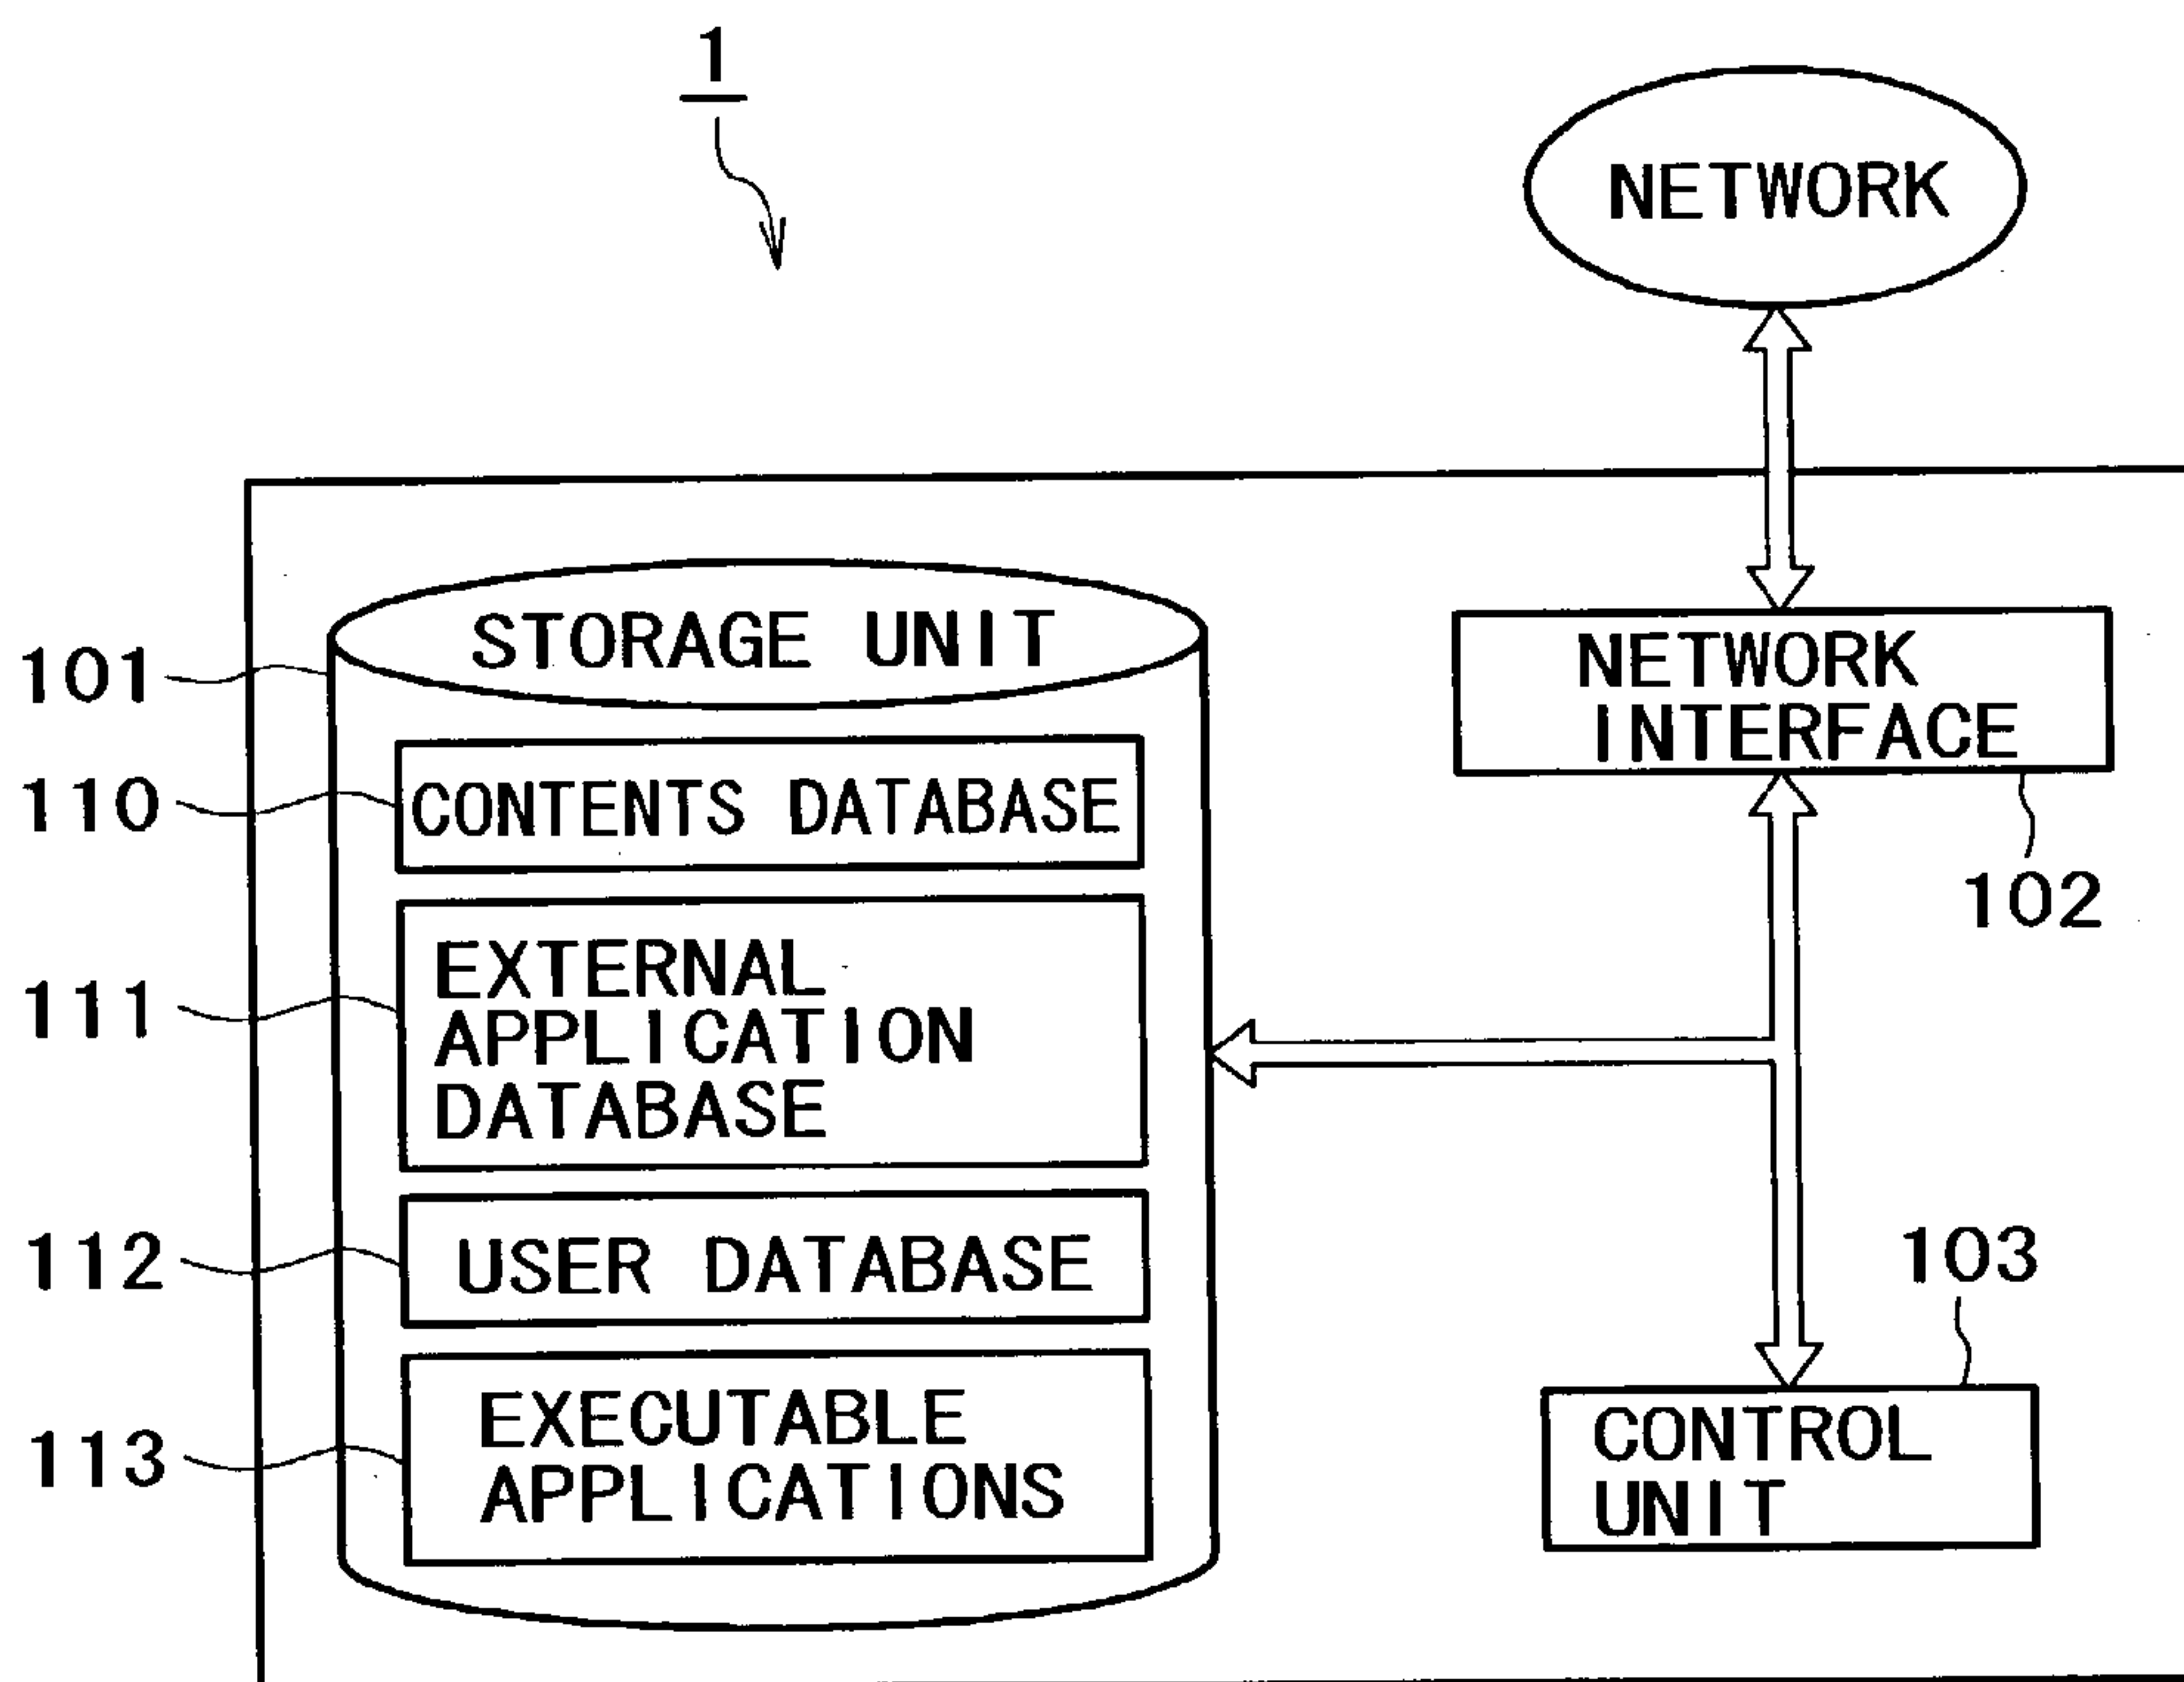 1
NETWORK
STORAGE UNIT
101
NETWORK
INTERFACE
110
CONTENTS DATABASE
102
111
EXTERNAL
APPLICATION
DATABASE
112
USER DATABASE
103
113
EXECUTABLE
APPLICATIONS
CONTROL
UNIT